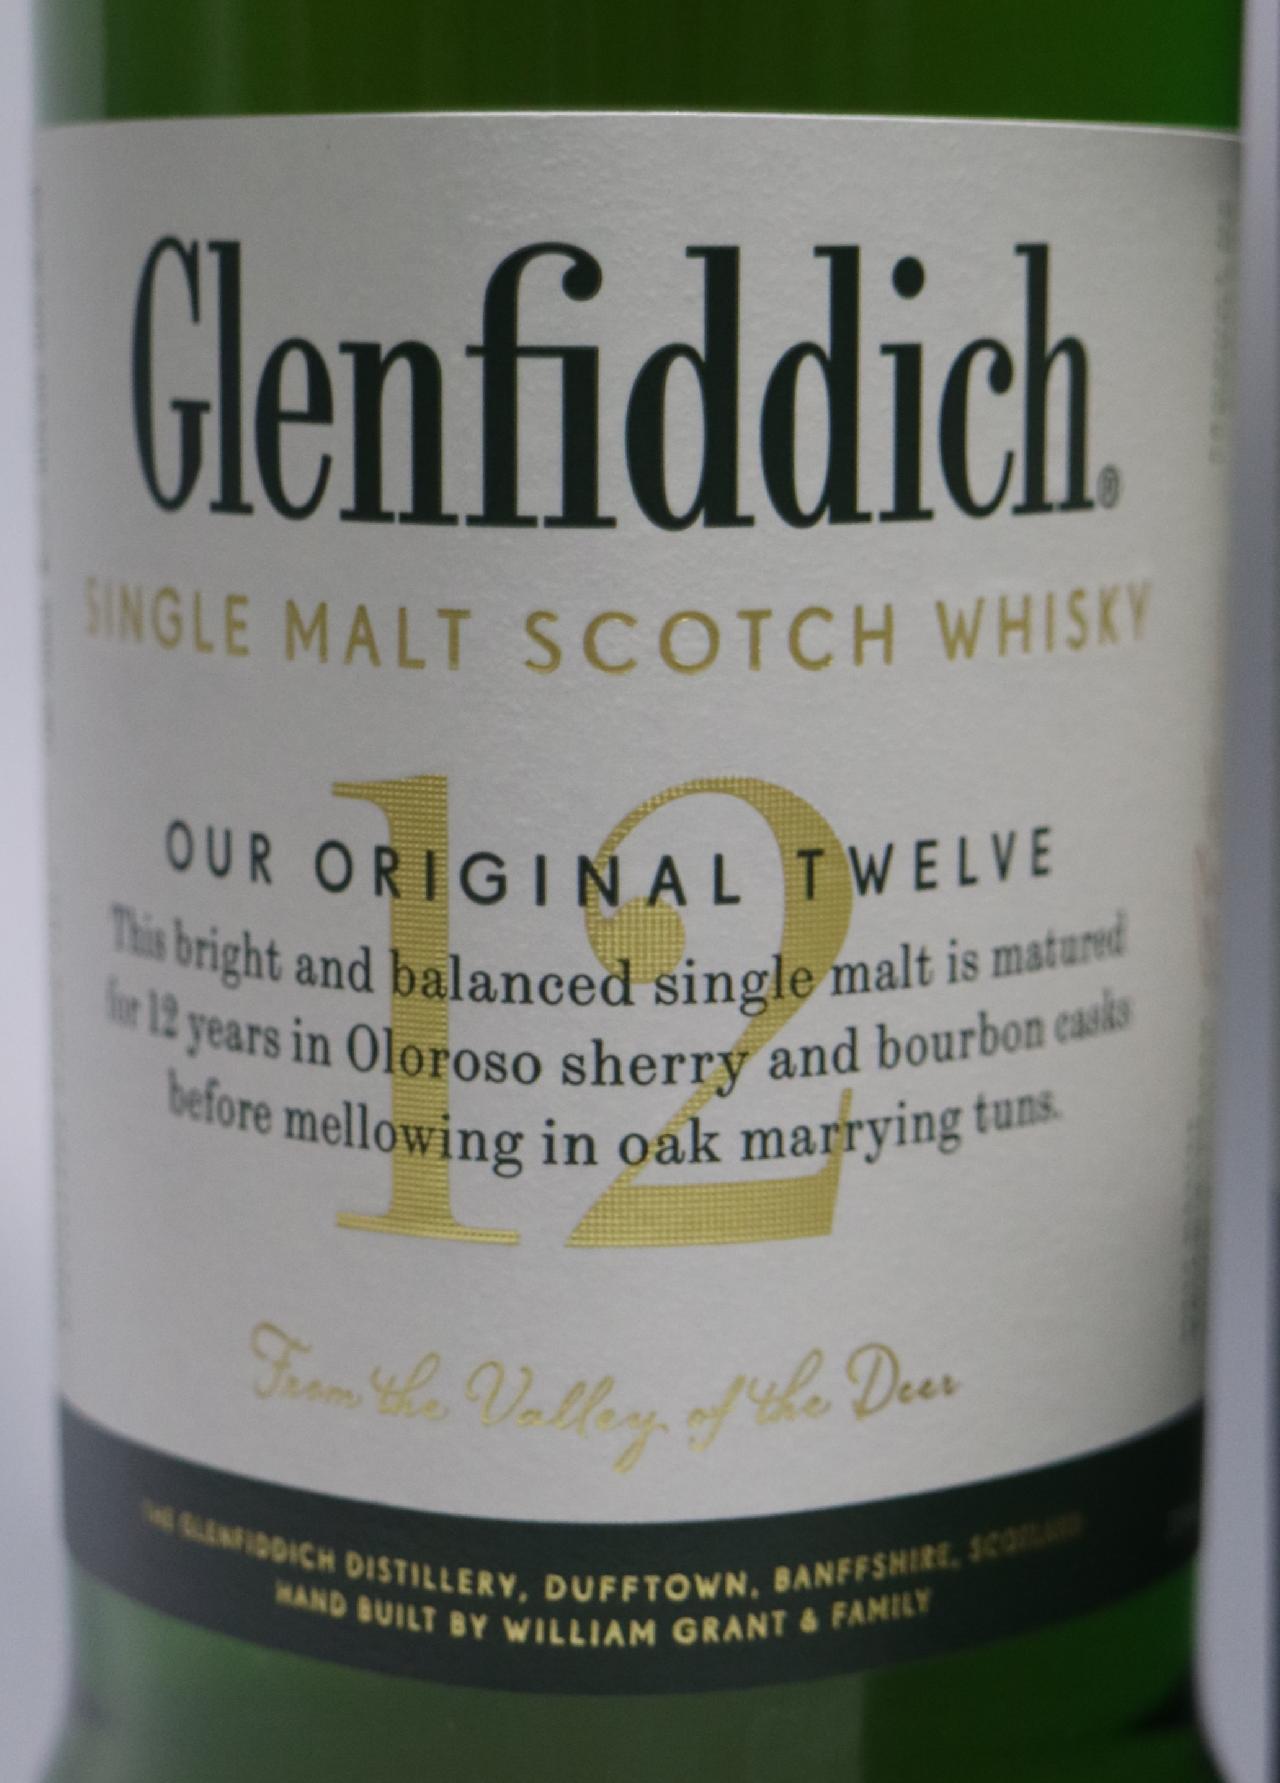 Glenfiddich®
SINGLE MALT SCOTCH WHISKY
12
OUR ORIGINAL TWELVE
This bright and balanced single malt is matured
for 12 years in Oloroso sherry and bourbon casks
before mellowing in oak marrying tuns.
From the Valley of the Deer
THE GLENFIDDICH DISTILLERY, DUFFTOWN, BANFFSHIRE, SCOTLAND
HAND BUILT BY WILLIAM GRANT & FAMILY